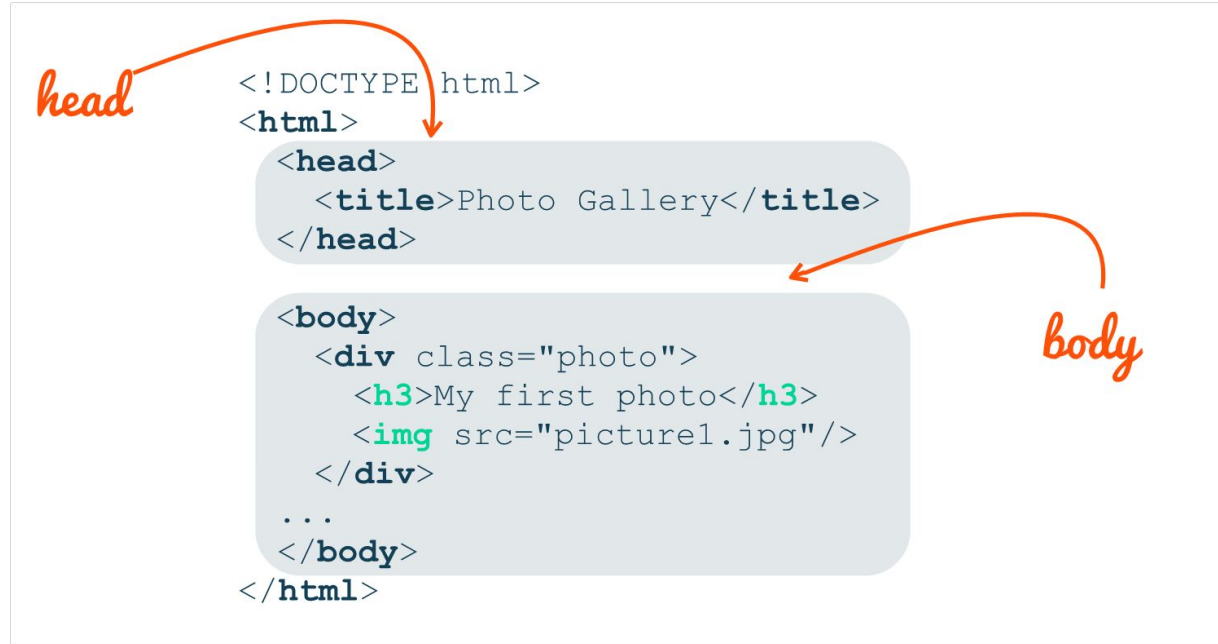 head
<!DOCTYPE html>
<html>
<head>
<title>Photo Gallery</title>
</head>
<body>
<div class="photo">
<h3>My first photo</h3>
<img src="picture1.jpg"/>
</div>
...
</body>
</html>
body